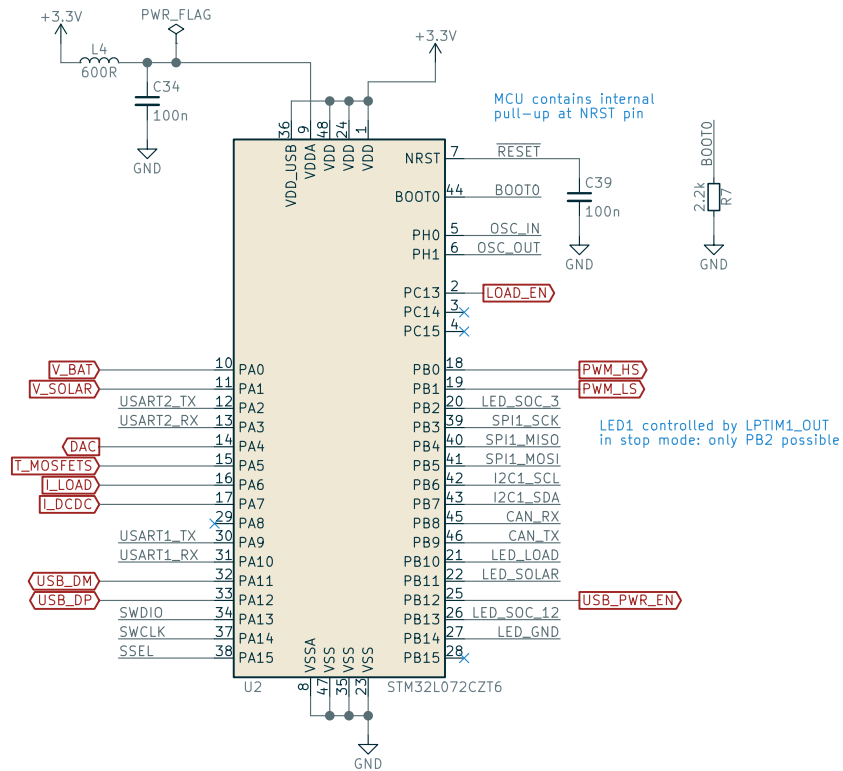 PWR_FLAG
+3.3V
+3.3V
L4
600R
C34
100n
GND
MCU contains internal
pull-up at NRST pin
36
9
48
24
1
VDD_USB
VDDA
VDD
VDD
VDD
NRST 7 RESET
BOOT0 44 BOOT0
C39
100n
GND
BOOT0
2.2k
R7
GND
PH0 5 OSC_IN
PH1 6 OSC_OUT
PC13 2 LOAD_EN
PC14 3
PC15 4
V_BAT 10 PA0
V_SOLAR 11 PA1
USART2_TX 12 PA2
USART2_RX 13 PA3
DAC 14 PA4
T_MOSFETS 15 PA5
I_LOAD 16 PA6
I_DCDC 17 PA7
29 PA8
USART1_TX 30 PA9
USART1_RX 31 PA10
USB_DM 32 PA11
USB_DP 33 PA12
SWDIO 34 PA13
SWCLK 37 PA14
SSEL 38 PA15
PB0 18 PWM_HS
PB1 19 PWM_LS
PB2 20 LED_SOC_3
PB3 39 SPI1_SCK
PB4 40 SPI1_MISO
PB5 41 SPI1_MOSI
PB6 42 I2C1_SCL
PB7 43 I2C1_SDA
PB8 45 CAN_RX
PB9 46 CAN_TX
PB10 21 LED_LOAD
PB11 22 LED_SOLAR
PB12 25 USB_PWR_EN
PB13 26 LED_SOC_12
PB14 27 LED_GND
PB15 28
LED1 controlled by LPTIM1_OUT
in stop mode: only PB2 possible
VSSA
VSS
VSS
VSS
8
47
35
23
U2
STM32L072CZT6
GND